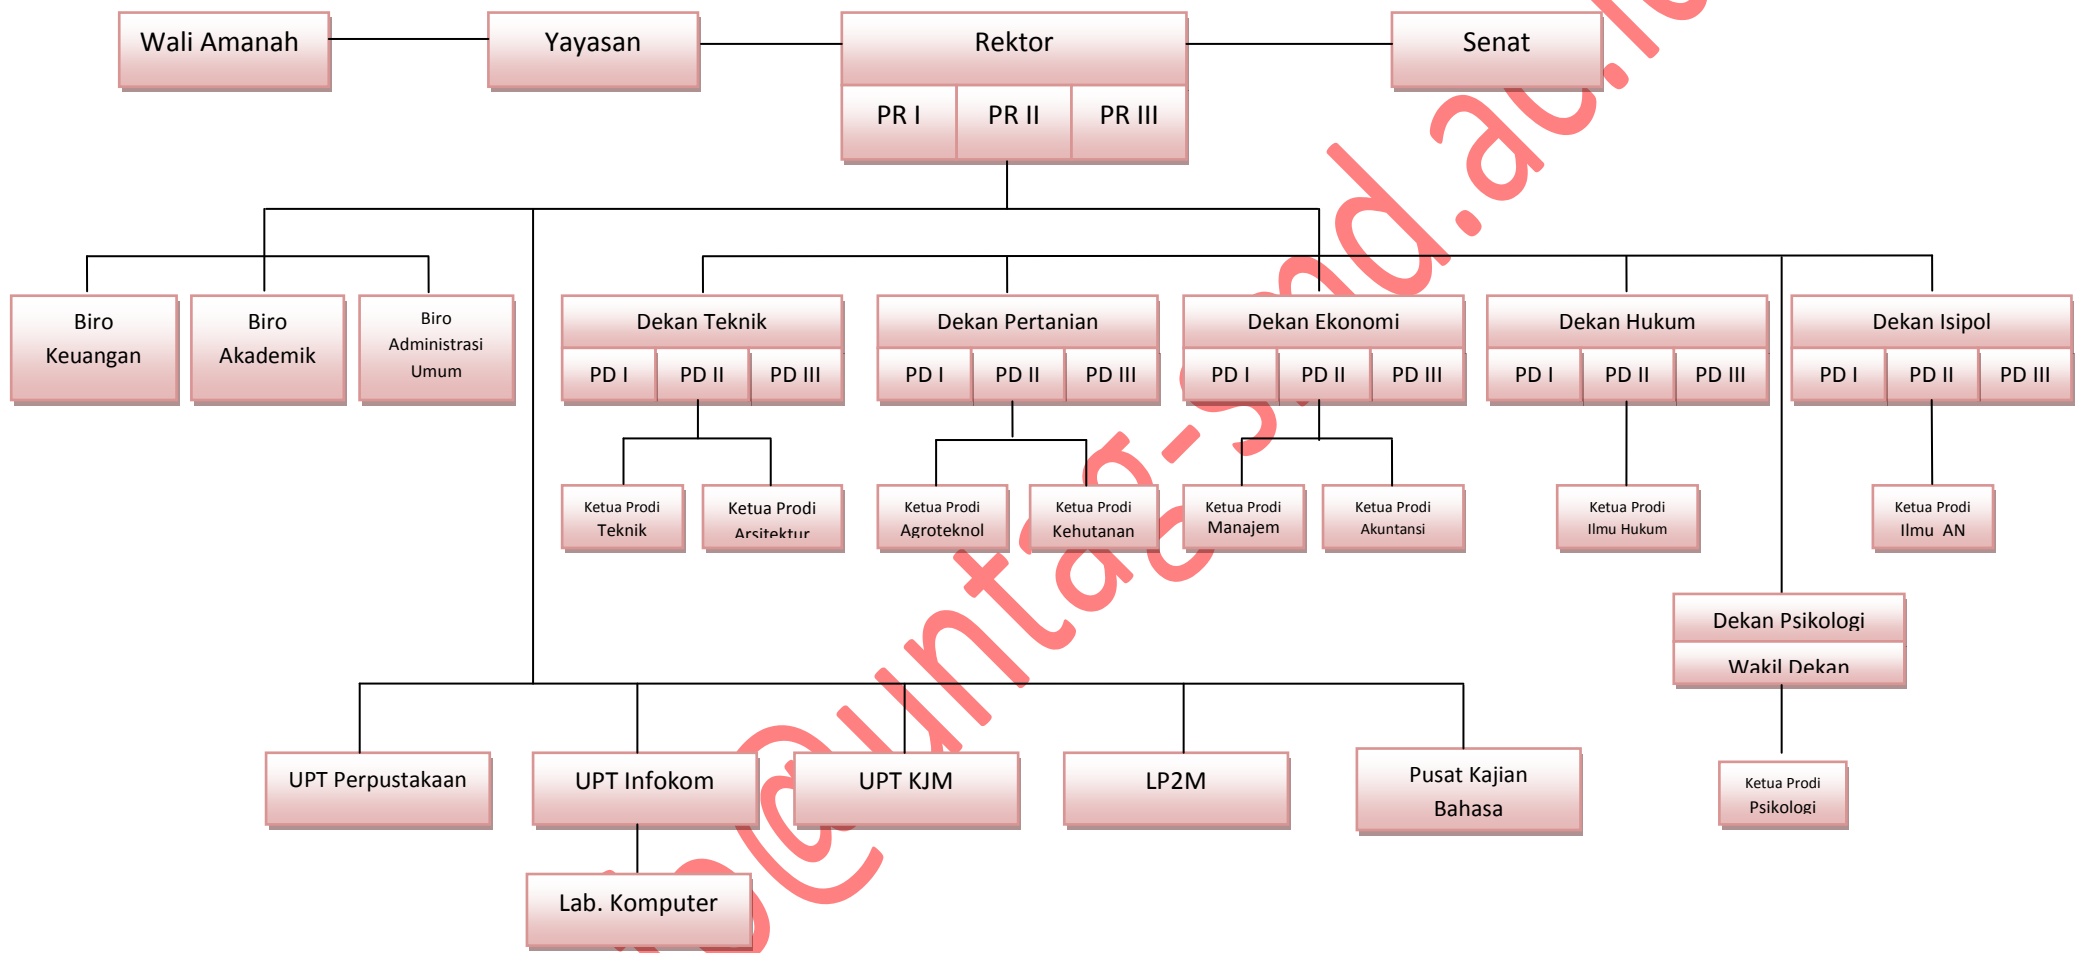 Wali Amanah
Yayasan
Rektor
Senat
PR I
PR II
PR III
Biro
Keuangan
Biro
Akademik
Biro
Administrasi
Umum
Dekan Teknik
PD I
PD II
PD III
Dekan Pertanian
PD I
PD II
PD III
Dekan Ekonomi
PD I
PD II
PD III
Dekan Hukum
PD I
PD II
PD III
Dekan Isipol
PD I
PD II
PD III
Ketua Prodi
Teknik
Ketua Prodi
Arsitektur
Ketua Prodi
Agroteknol
Ketua Prodi
Kehutanan
Ketua Prodi
Manajem
Ketua Prodi
Akuntansi
Ketua Prodi
Ilmu Hukum
Ketua Prodi
Ilmu AN
Dekan Psikologi
Wakil Dekan
UPT Perpustakaan
UPT Infokom
UPT KJM
LP2M
Pusat Kajian
Bahasa
Ketua Prodi
Psikologi
Lab. Komputer
@untag-smd.ac.id